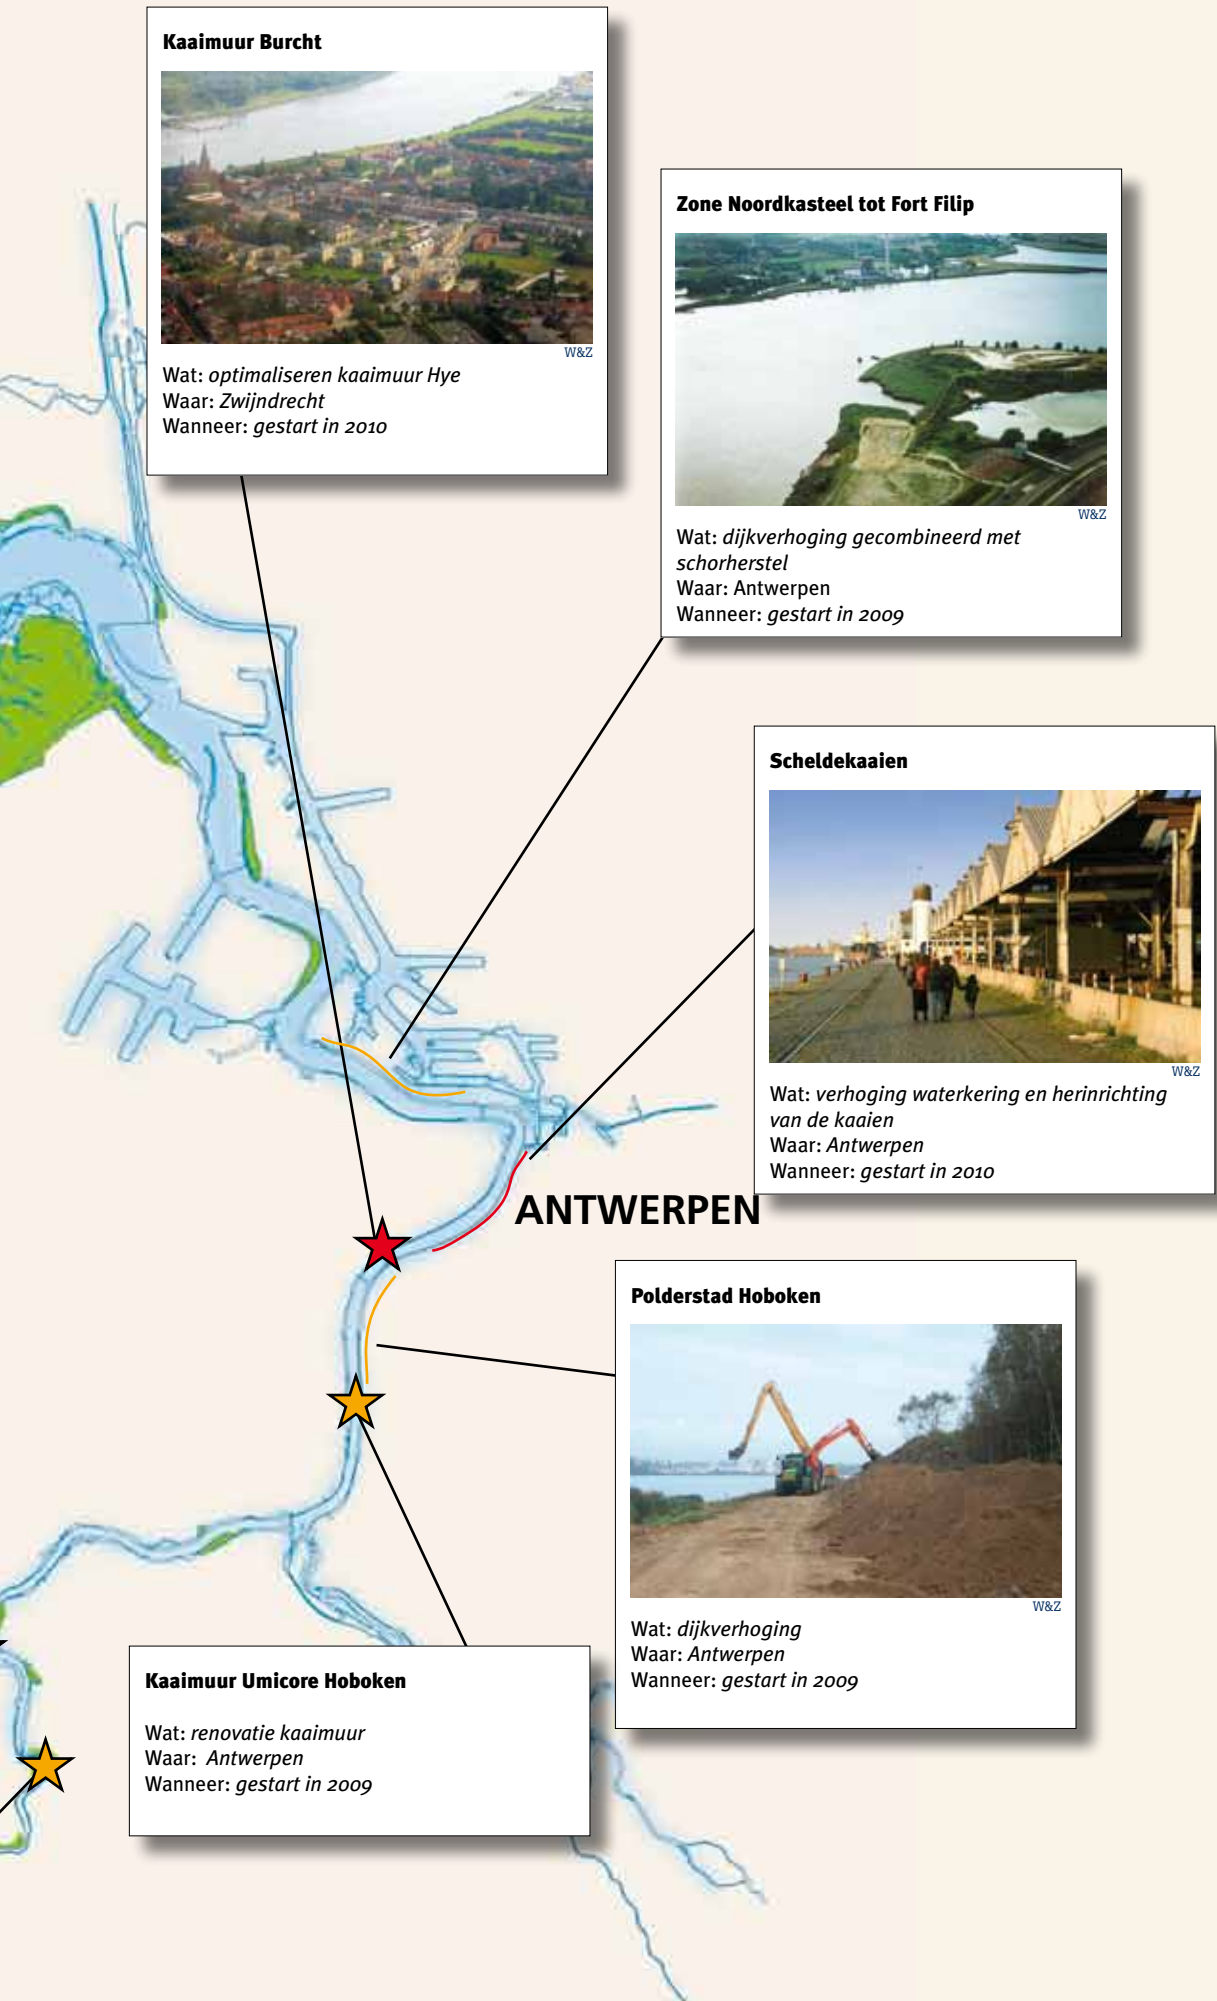 Kaaimuur Burcht
W&Z
Wat: optimaliseren kaaimuur Hye
Waar: Zwijndrecht
Wanneer: gestart in 2010
Zone Noordkasteel tot Fort Filip
W&Z
Wat: dijkverhoging gecombineerd met
schorherstel
Waar: Antwerpen
Wanneer: gestart in 2009
Scheldekaaien
W&Z
Wat: verhoging waterkering en herinrichting
van de kaaien
Waar: Antwerpen
Wanneer: gestart in 2010
ANTWERPEN
Polderstad Hoboken
W&Z
Wat: dijkverhoging
Waar: Antwerpen
Wanneer: gestart in 2009
Kaaimuur Umicore Hoboken
Wat: renovatie kaaimuur
Waar: Antwerpen
Wanneer: gestart in 2009